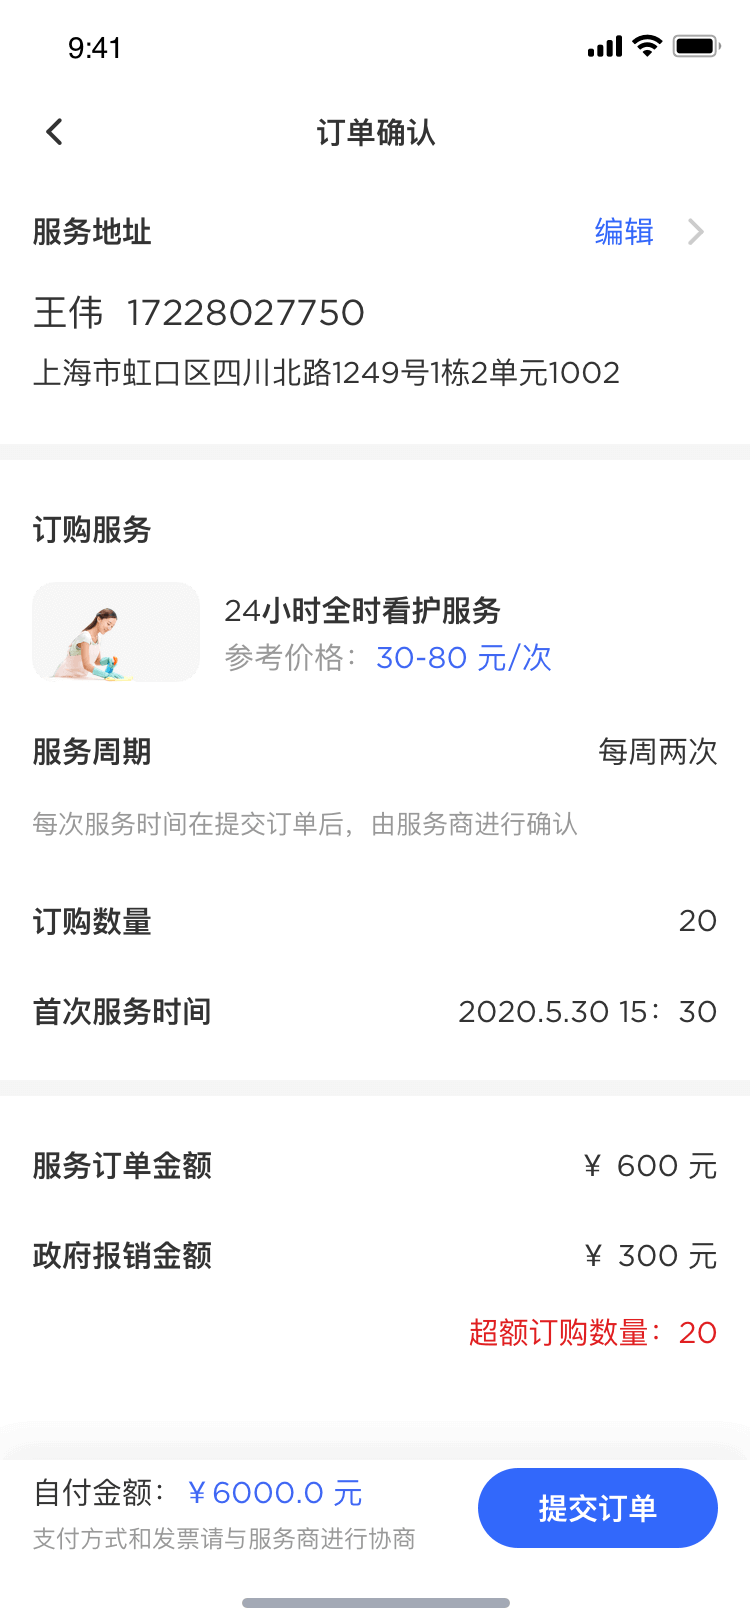 9:41
订单确认
服务地址 编辑
王伟 17228027750
上海市虹口区四川北路1249号1栋2单元1002
订购服务
24小时全时看护服务
参考价格： 30-80 元/次
服务周期 每周两次
每次服务时间在提交订单后，由服务商进行确认
订购数量 20
首次服务时间 2020.5.30 15：30
服务订单金额 ¥ 600 元
政府报销金额 ¥ 300 元
超额订购数量：20
自付金额： ¥6000.0 元
支付方式和发票请与服务商进行协商
提交订单